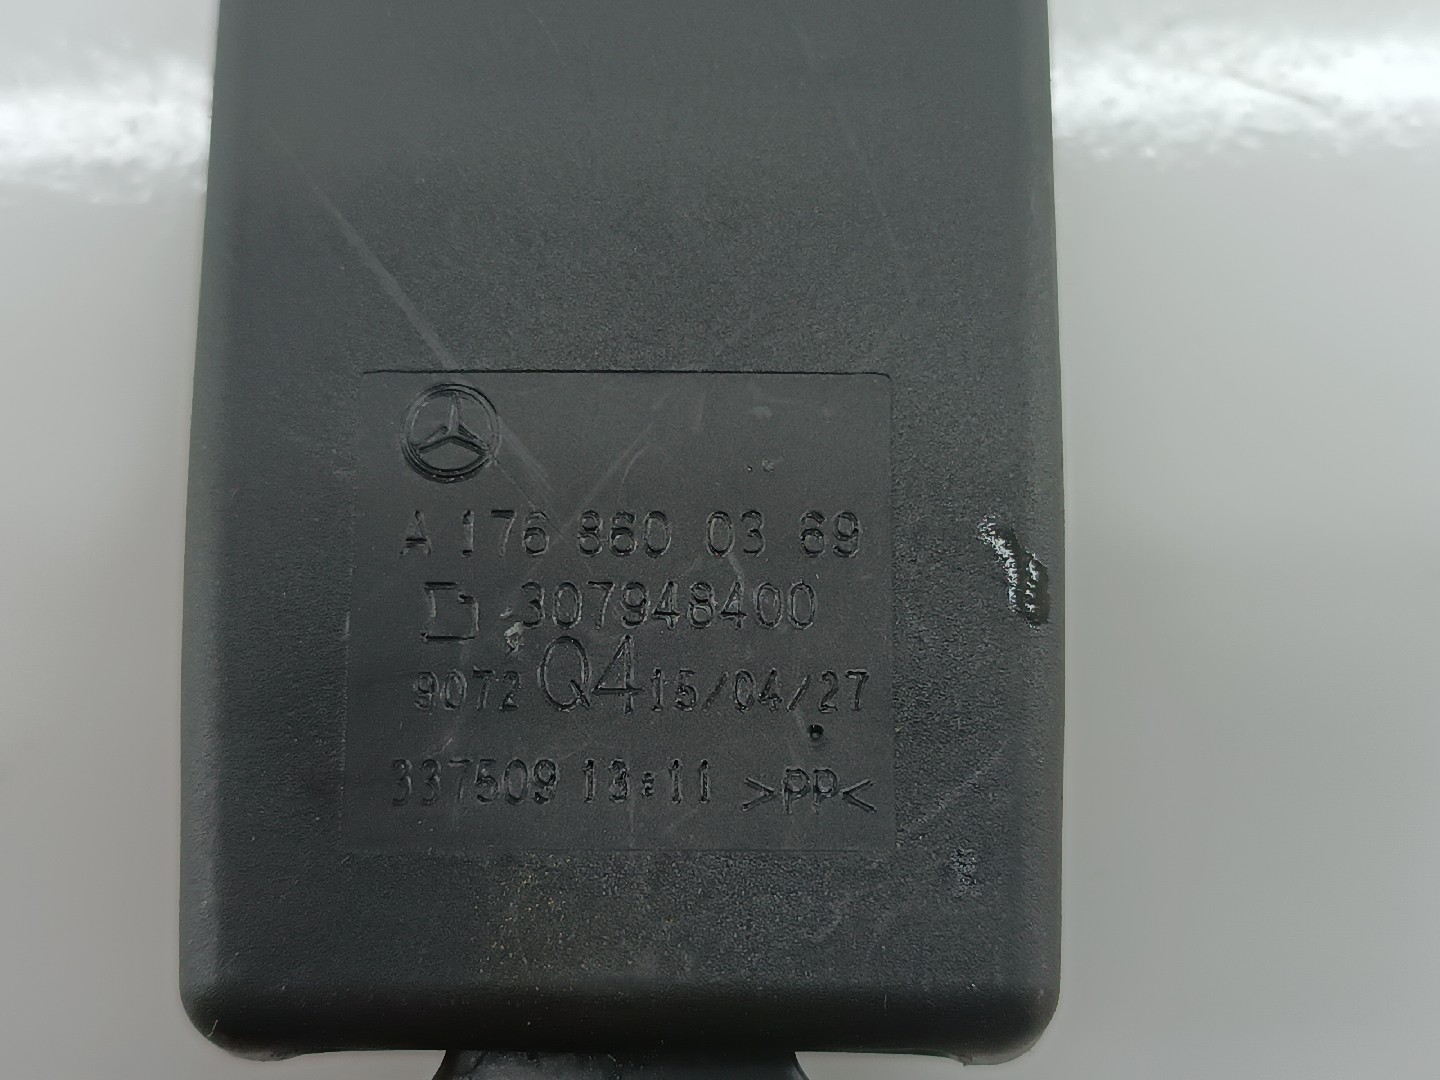 A 176 860 03 69
307948400
9072 Q4 15/04/27
337509 13:11 >PP<